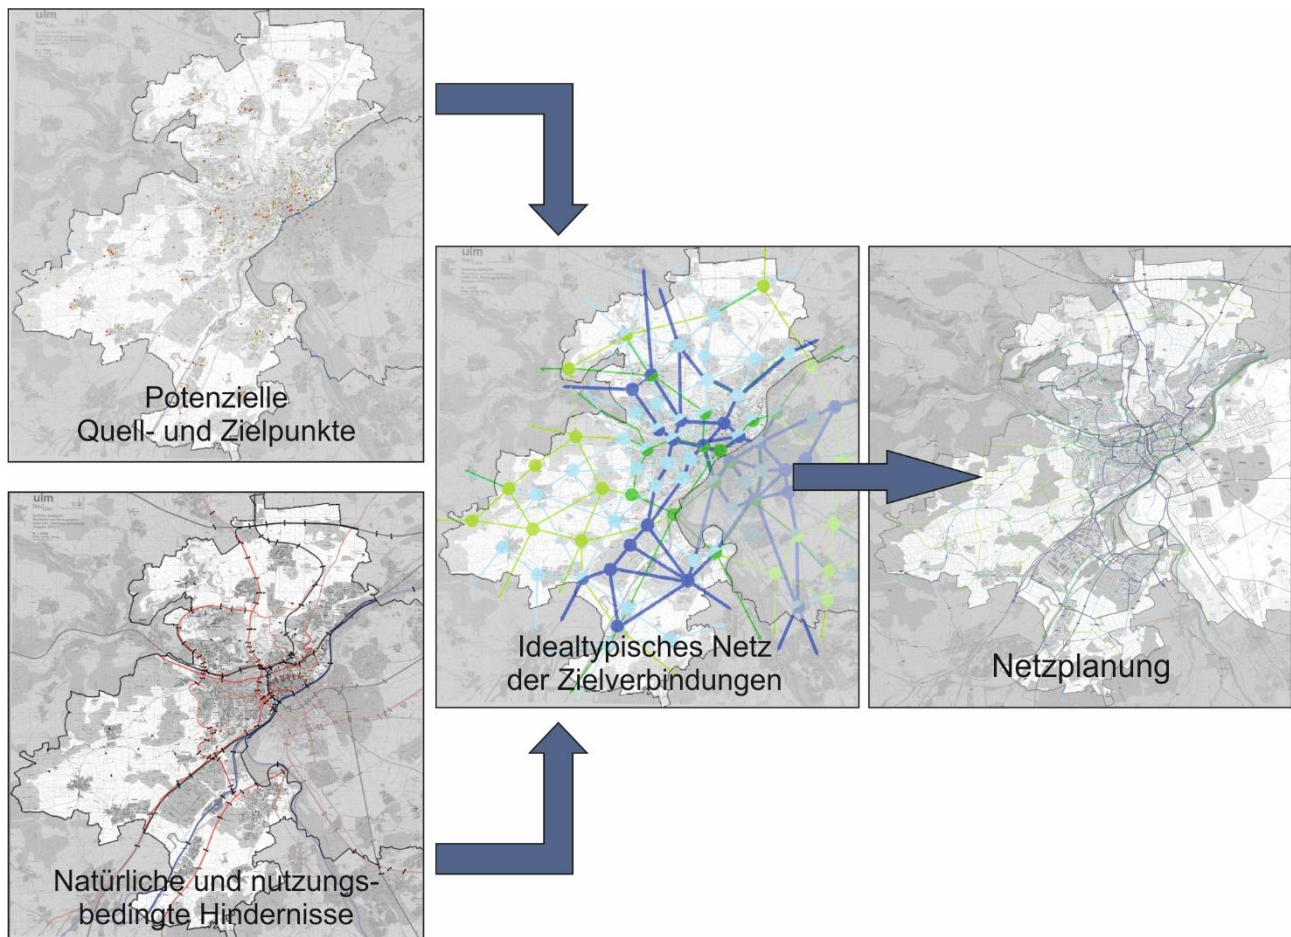 ulm
Potenzielle
Quell- und Zielpunkte
ulm
Natürliche und nutzungs-
bedingte Hindernisse
ulm
Idealtypisches Netz
der Zielverbindungen
Netzplanung